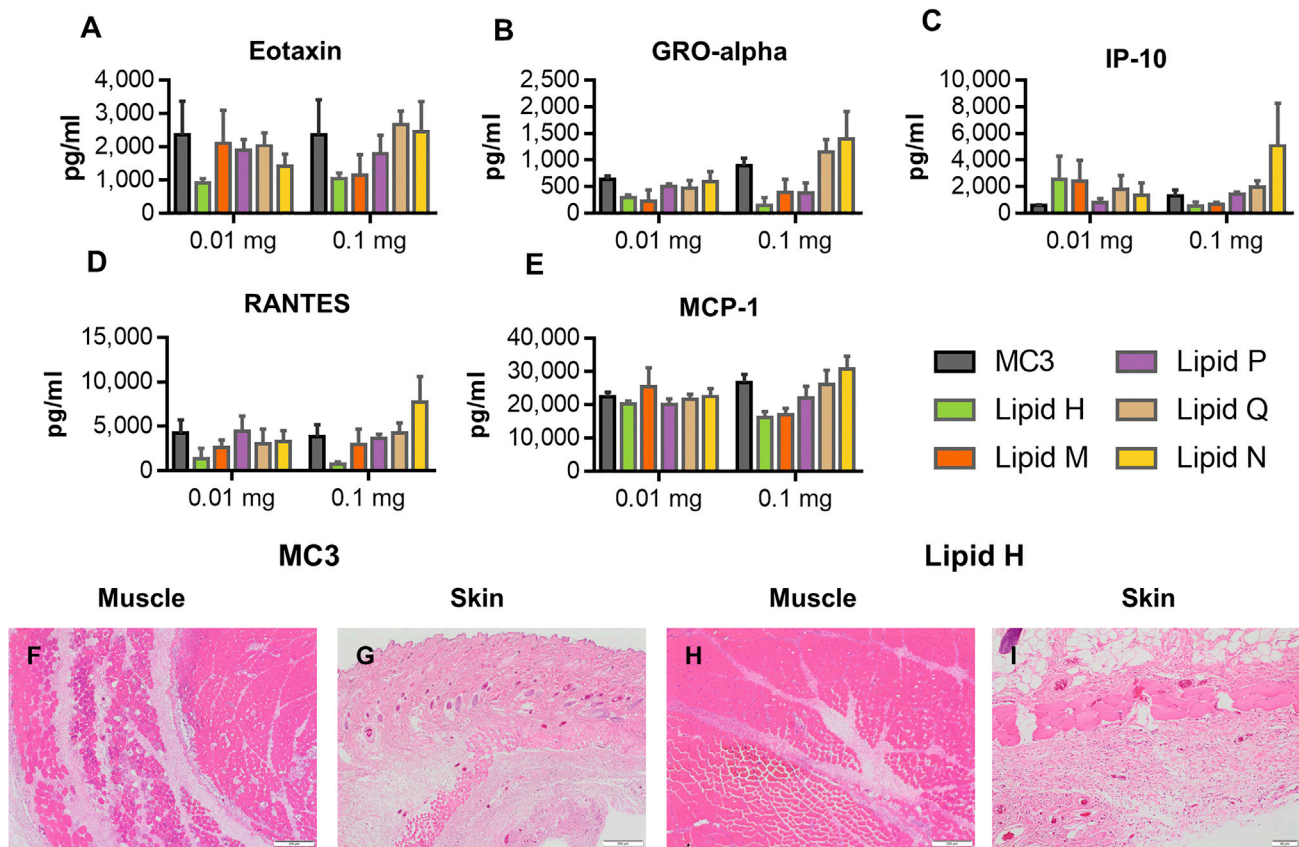 A
Eotaxin
pg/ml
4,000
3,000
2,000
1,000
0
0.01 mg
0.1 mg
B
GRO-alpha
pg/ml
2,500
2,000
1,500
1,000
500
0
0.01 mg
0.1 mg
C
IP-10
pg/ml
10,000
8,000
6,000
4,000
2,000
0
0.01 mg
0.1 mg
D
RANTES
pg/ml
15,000
10,000
5,000
0
0.01 mg
0.1 mg
E
MCP-1
pg/ml
40,000
30,000
20,000
10,000
0
0.01 mg
0.1 mg
MC3
Lipid P
Lipid H
Lipid Q
Lipid M
Lipid N
MC3
Lipid H
Muscle
Skin
Muscle
Skin
F
G
H
I